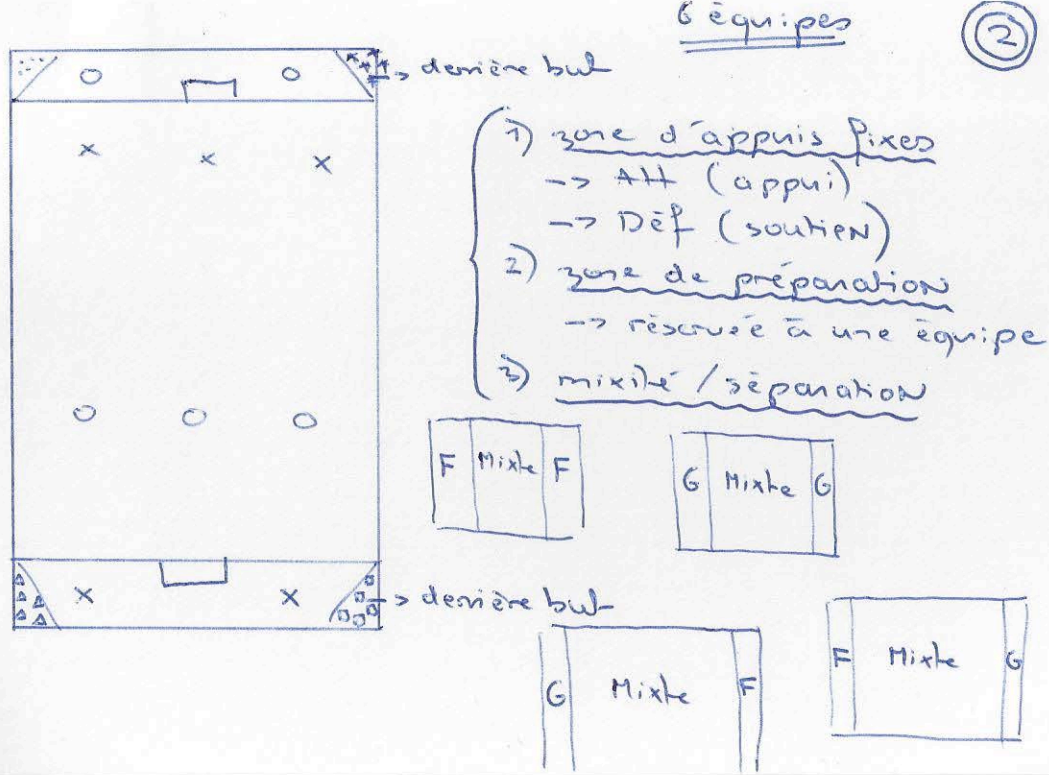 6 équipes
2
-> derrière but
1) zone d'appuis fixes
-> Att (appui)
-> Déf (soutien)
2) zone de préparation
-> réservée à une équipe
3) mixité / séparation
F Mixte F
G Mixte G
-> derrière but
G Mixte F
F Mixte G